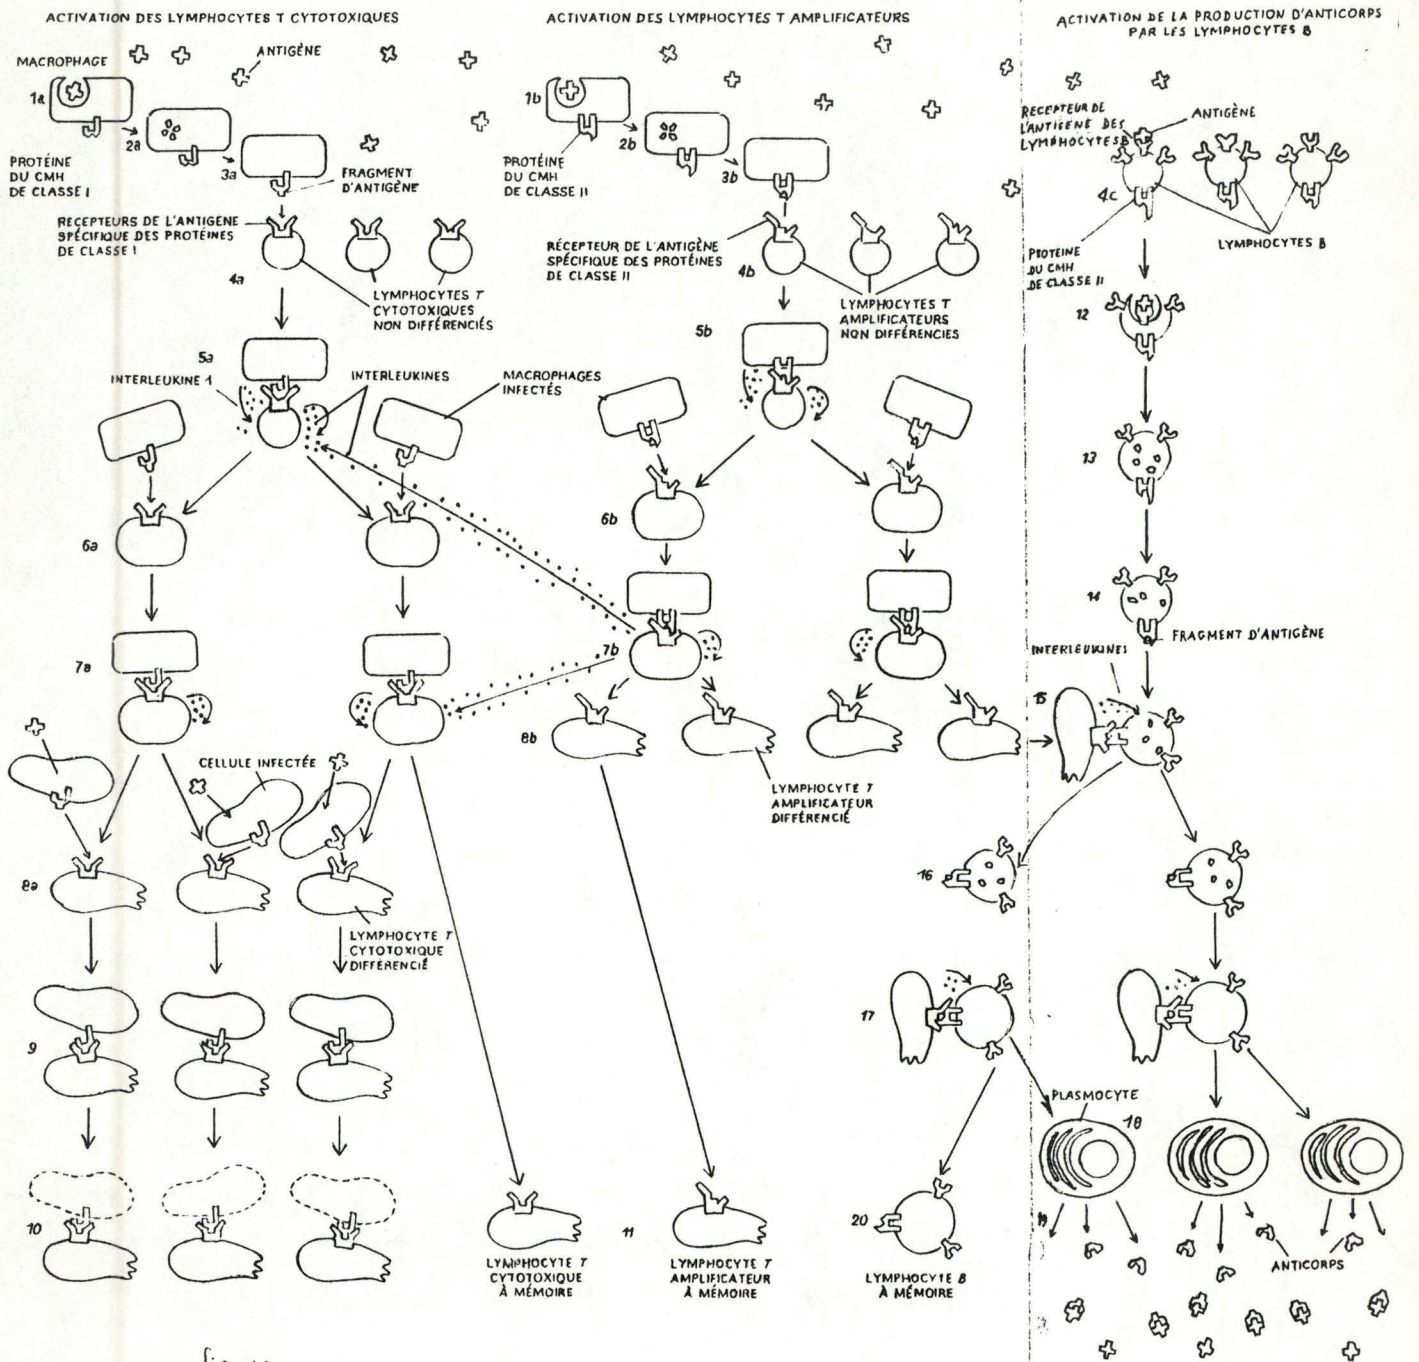 ACTIVATION DES LYMPHOCYTES T CYTOTOXIQUES
MACROPHAGE
ANTIGÈNE
1a
2a
3a
PROTÉINE
DU CMH
DE CLASSE I
FRAGMENT
D'ANTIGÈNE
RECEPTEURS DE L'ANTIGENE
SPÉCIFIQUE DES PROTÉINES
DE CLASSE I
4a
LYMPHOCYTES T
CYTOTOXIQUES
NON DIFFÉRENCIÉS
5a
INTERLEUKINE 1
INTERLEUKINES
MACROPHAGES
INFECTÉS
6a
7a
CELLULE INFECTÉE
8a
LYMPHOCYTE T
CYTOTOXIQUE
DIFFÉRENCIÉ
9
10
LYMPHOCYTE T
CYTOTOXIQUE
À MÉMOIRE
ACTIVATION DES LYMPHOCYTES T AMPLIFICATEURS
1b
2b
3b
PROTÉINE
DU CMH
DE CLASSE II
RÉCEPTEUR DE L'ANTIGÈNE
SPÉCIFIQUE DES PROTÉINES
DE CLASSE II
4b
LYMPHOCYTES T
AMPLIFICATEURS
NON DIFFÉRENCIES
5b
6b
7b
8b
LYMPHOCYTE T
AMPLIFICATEUR
DIFFÉRENCIÉ
11
LYMPHOCYTE T
AMPLIFICATEUR
À MÉMOIRE
ACTIVATION DE LA PRODUCTION D'ANTICORPS
PAR LES LYMPHOCYTES B
RECEPTEUR DE
L'ANTIGENE DES
LYMPHOCYTES B
ANTIGÈNE
4c
LYMPHOCYTES B
PROTEINE
DU CMH
DE CLASSE II
12
13
14
FRAGMENT D'ANTIGÈNE
INTERLEUKINES
15
16
17
PLASMOCYTE
18
19
ANTICORPS
20
LYMPHOCYTE B
À MÉMOIRE